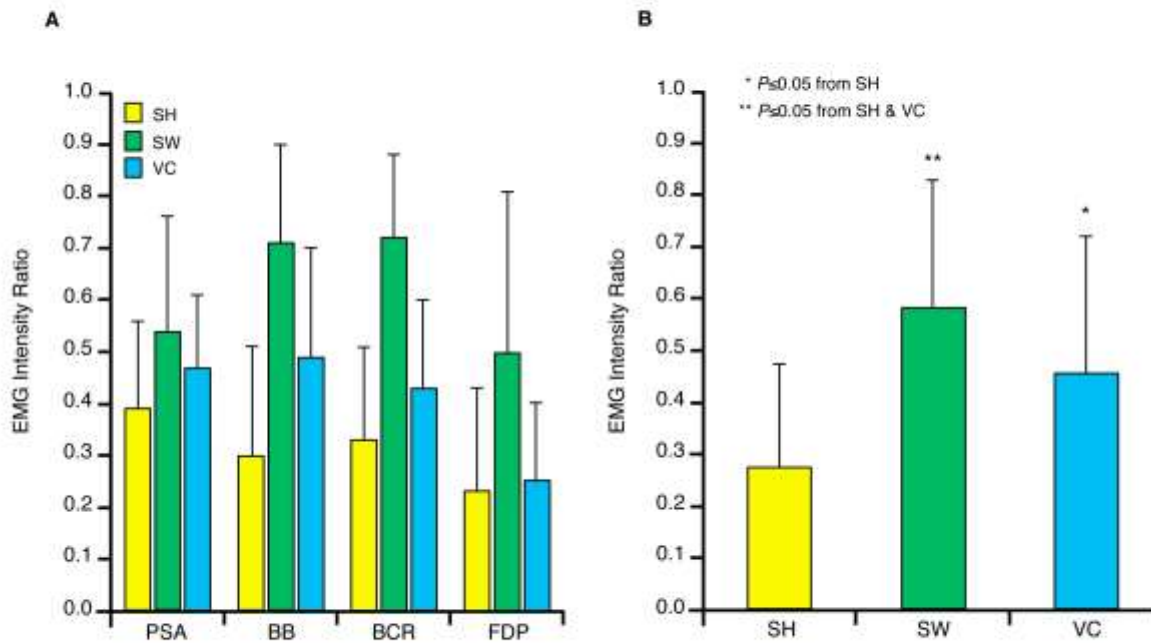 A
EMG Intensity Ratio
1.0
0.9
0.8
0.7
0.6
0.5
0.4
0.3
0.2
0.1
0.0
SH
SW
VC
PSA BB BCR FDP
B
* P≤0.05 from SH
** P≤0.05 from SH & VC
EMG Intensity Ratio
1.0
0.9
0.8
0.7
0.6
0.5
0.4
0.3
0.2
0.1
0.0
**
*
SH SW VC